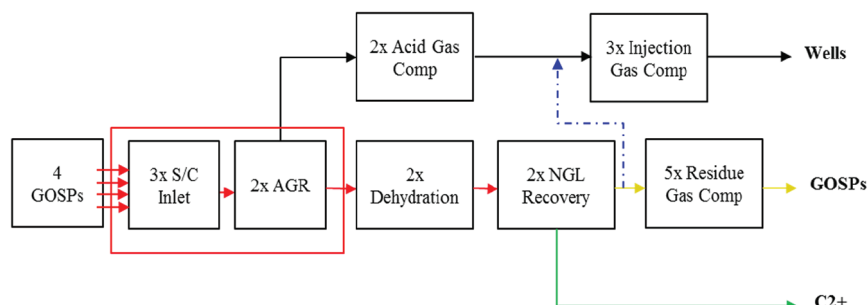 2x Acid Gas
Comp
3x Injection
Gas Comp
Wells
4
GOSPs
3x S/C
Inlet
2x AGR
2x
Dehydration
2x NGL
Recovery
5x Residue
Gas Comp
GOSPs
C2+